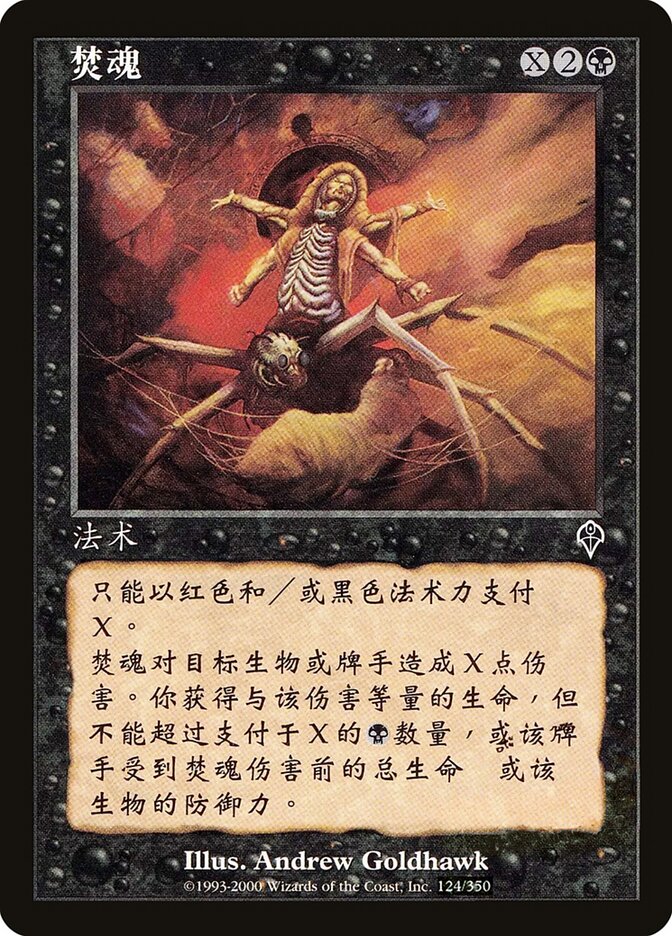 焚魂
X2
法术
只能以红色和／或黑色法术力支付
X。
焚魂对目标生物或牌手造成X点伤
害。你获得与该伤害等量的生命，但
不能超过支付于X的数量，或该牌
手受到焚魂伤害前的总生命 或该
生物的防御力。
Illus. Andrew Goldhawk
©1993-2000 Wizards of the Coast, Inc. 124/350